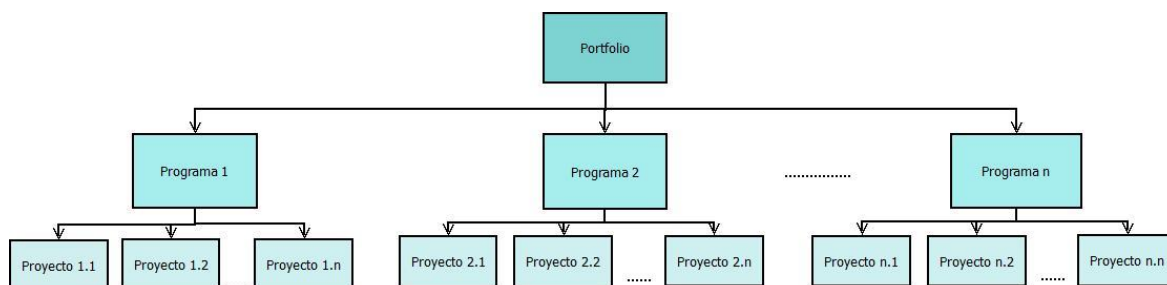 Portfolio
Programa 1
Programa 2
...............
Programa n
Proyecto 1.1
Proyecto 1.2
......
Proyecto 1.n
Proyecto 2.1
Proyecto 2.2
......
Proyecto 2.n
Proyecto n.1
Proyecto n.2
......
Proyecto n.n